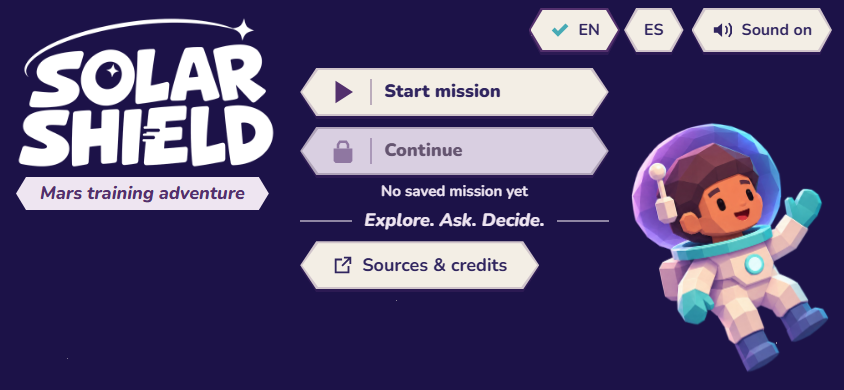 SOLAR
SHIELD
Mars training adventure
EN
ES
Sound on
Start mission
Continue
No saved mission yet
Explore. Ask. Decide.
Sources & credits